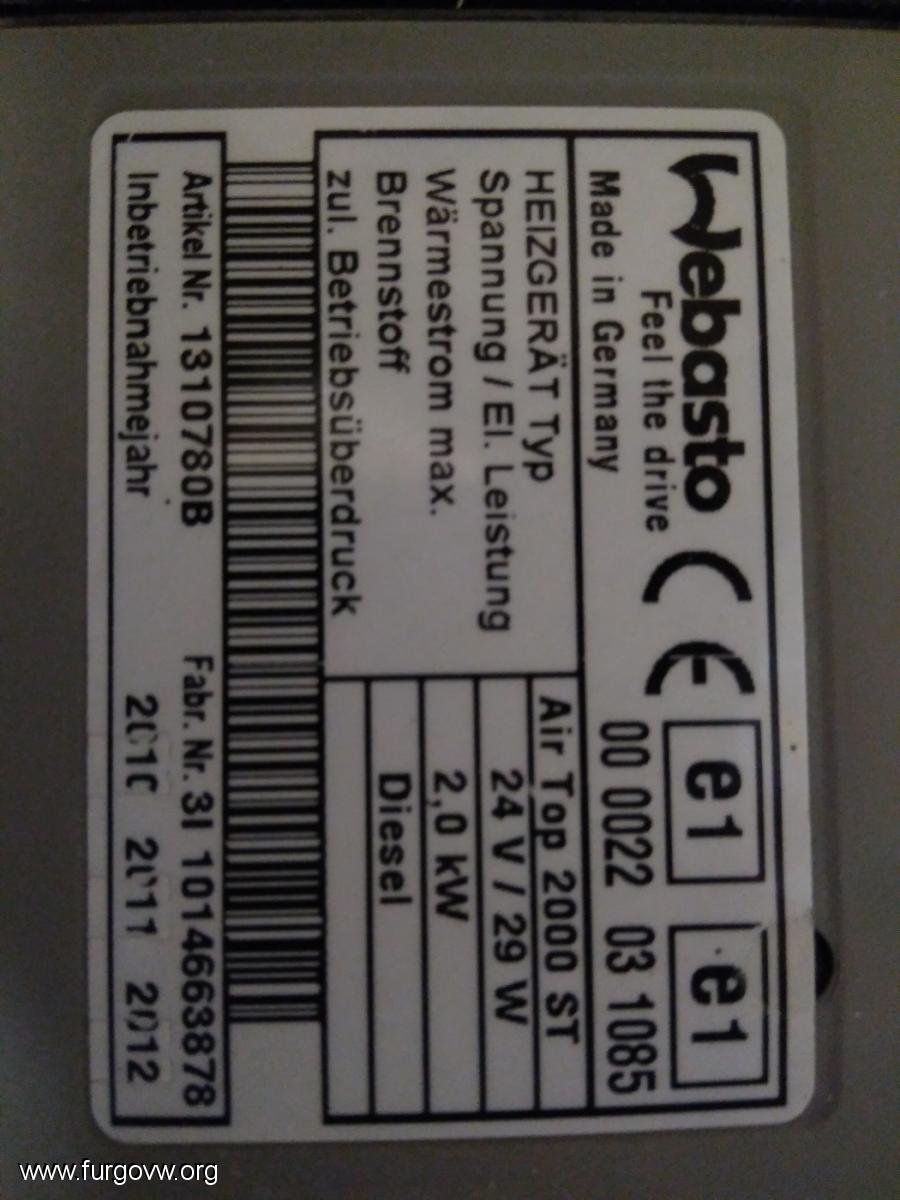 Webasto
Feel the drive
Made in Germany
e1 e1
00 0022 03 1085
HEIZGERÄT Typ Air Top 2000 ST
Spannung / El. Leistung 24 V / 29 W
Wärmestrom max. 2,0 kW
Brennstoff Diesel
zul. Betriebsüberdruck
Artikel Nr. 1310780B Fabr. Nr. 3I 1014663878
Inbetriebnahmejahr 2010 2011 2012
www.furgovw.org